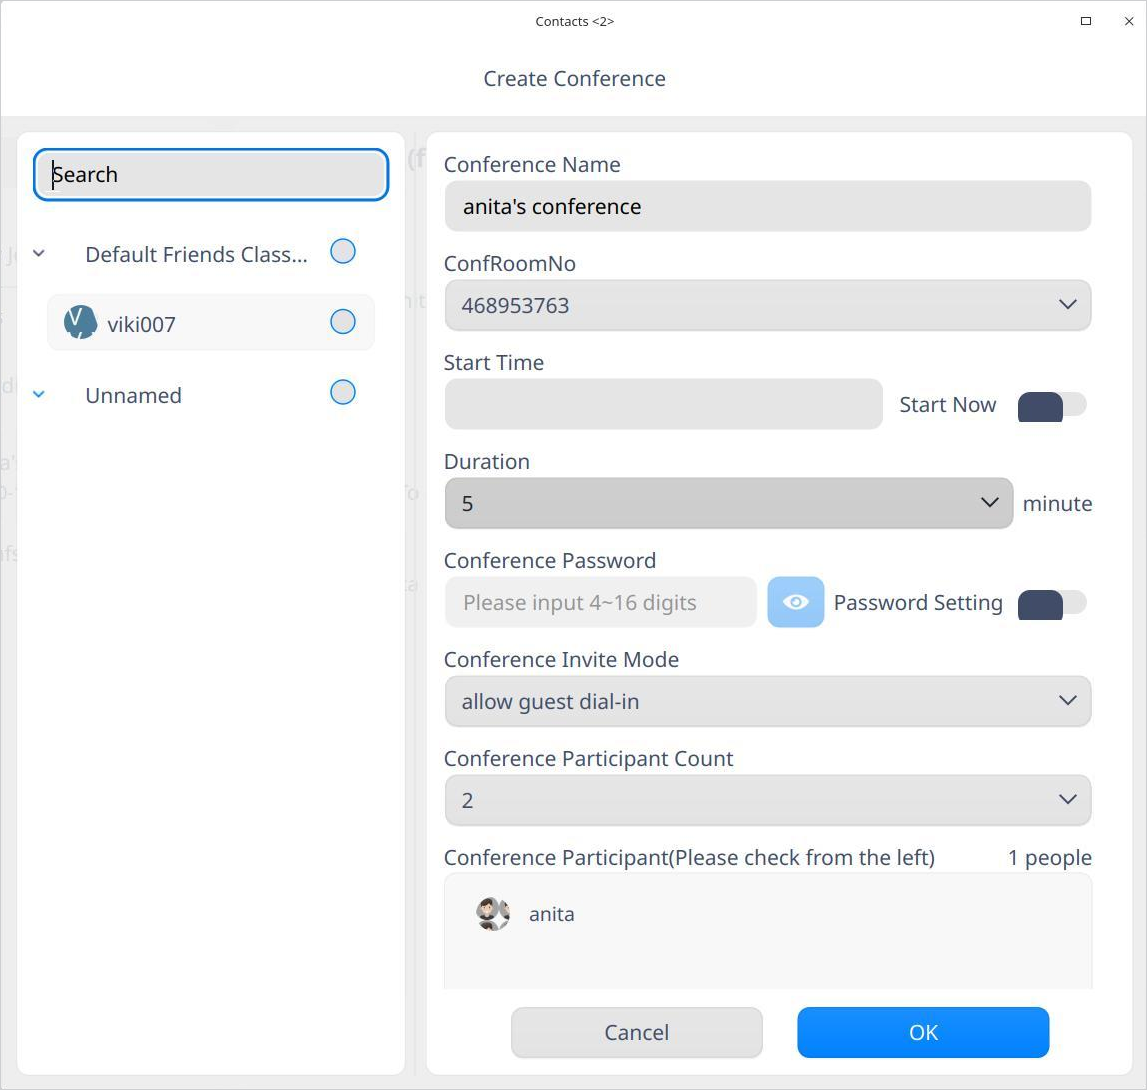 Contacts <2>
Create Conference
Search
Default Friends Class...
viki007
Unnamed
Conference Name
anita's conference
ConfRoomNo
468953763
Start Time
Start Now
Duration
5
minute
Conference Password
Please input 4~16 digits
Password Setting
Conference Invite Mode
allow guest dial-in
Conference Participant Count
2
Conference Participant(Please check from the left)
1 people
anita
Cancel
OK